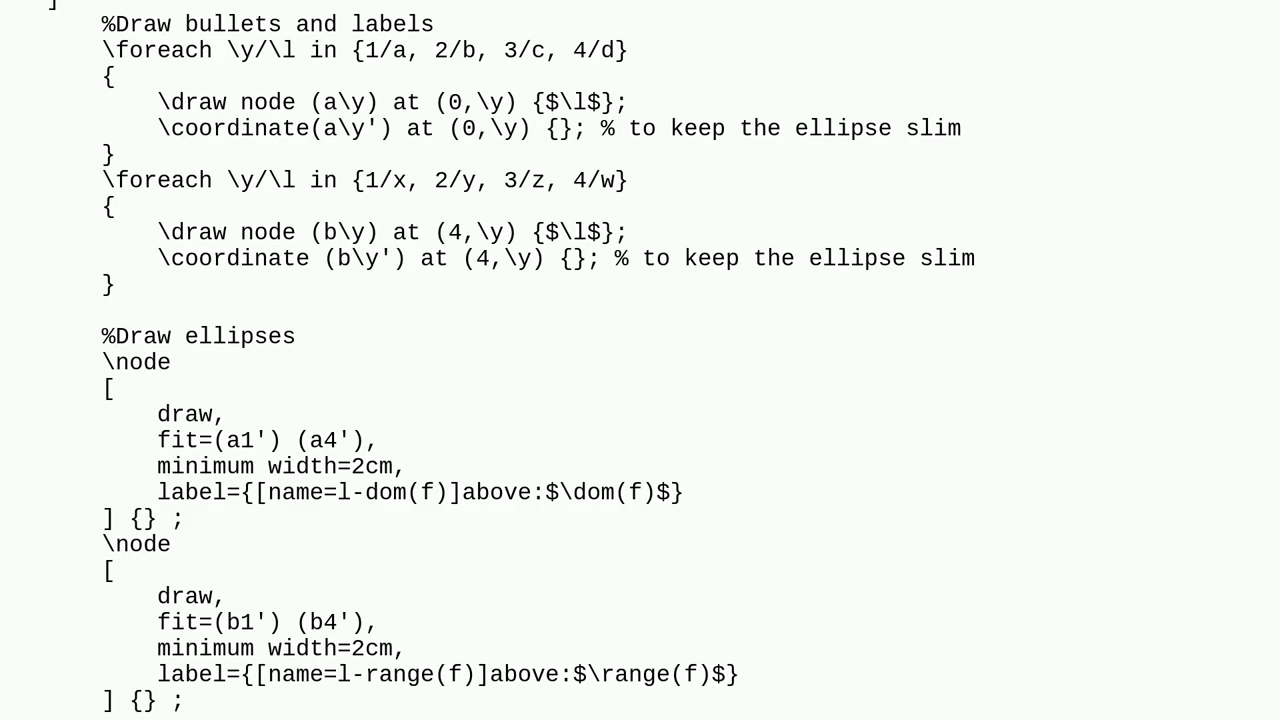 ]
%Draw bullets and labels
\foreach \y/\l in {1/a, 2/b, 3/c, 4/d}
{
    \draw node (a\y) at (0,\y) {$\l$};
    \coordinate(a\y') at (0,\y) {}; % to keep the ellipse slim
}
\foreach \y/\l in {1/x, 2/y, 3/z, 4/w}
{
    \draw node (b\y) at (4,\y) {$\l$};
    \coordinate (b\y') at (4,\y) {}; % to keep the ellipse slim
}
%Draw ellipses
\node
[
    draw,
    fit=(a1') (a4'),
    minimum width=2cm,
    label={[name=l-dom(f)]above:$\dom(f)$}
] {} ;
\node
[
    draw,
    fit=(b1') (b4'),
    minimum width=2cm,
    label={[name=l-range(f)]above:$\range(f)$}
] {} ;